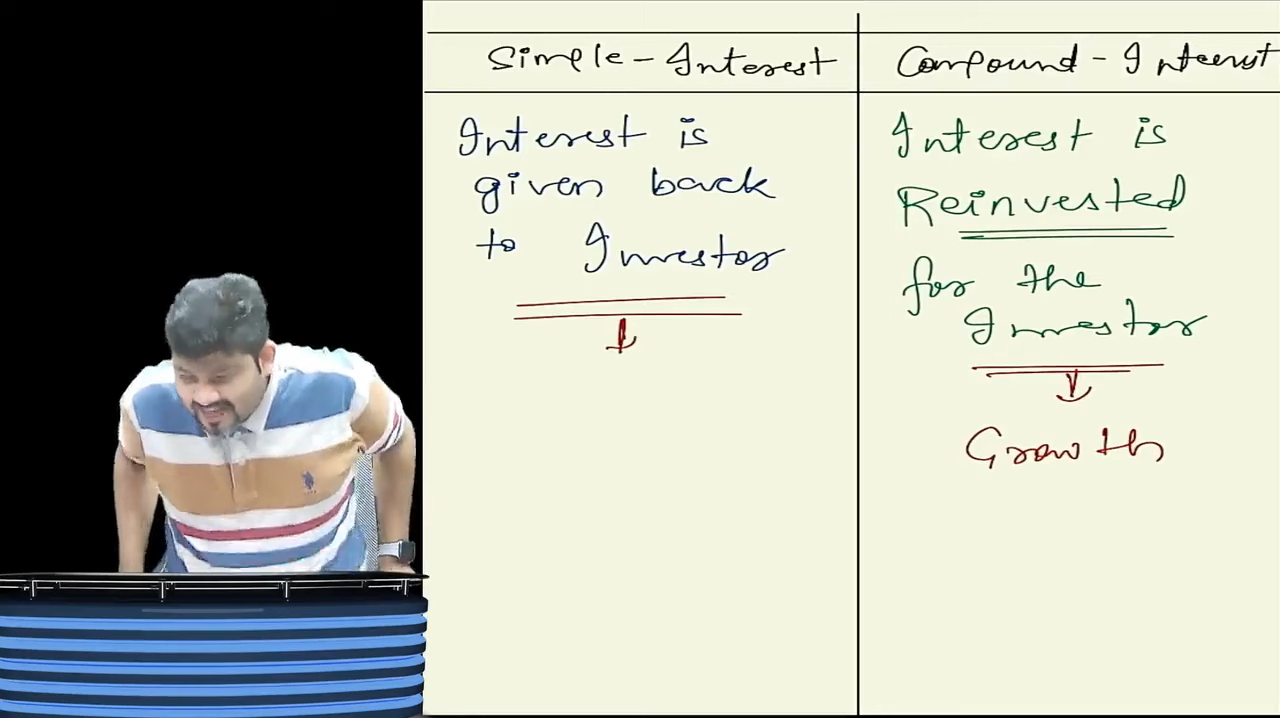 Simple - Interest
Compound - Interest
Interest is
given back
to Investor
Interest is
Reinvested
for the
Investor
Growth